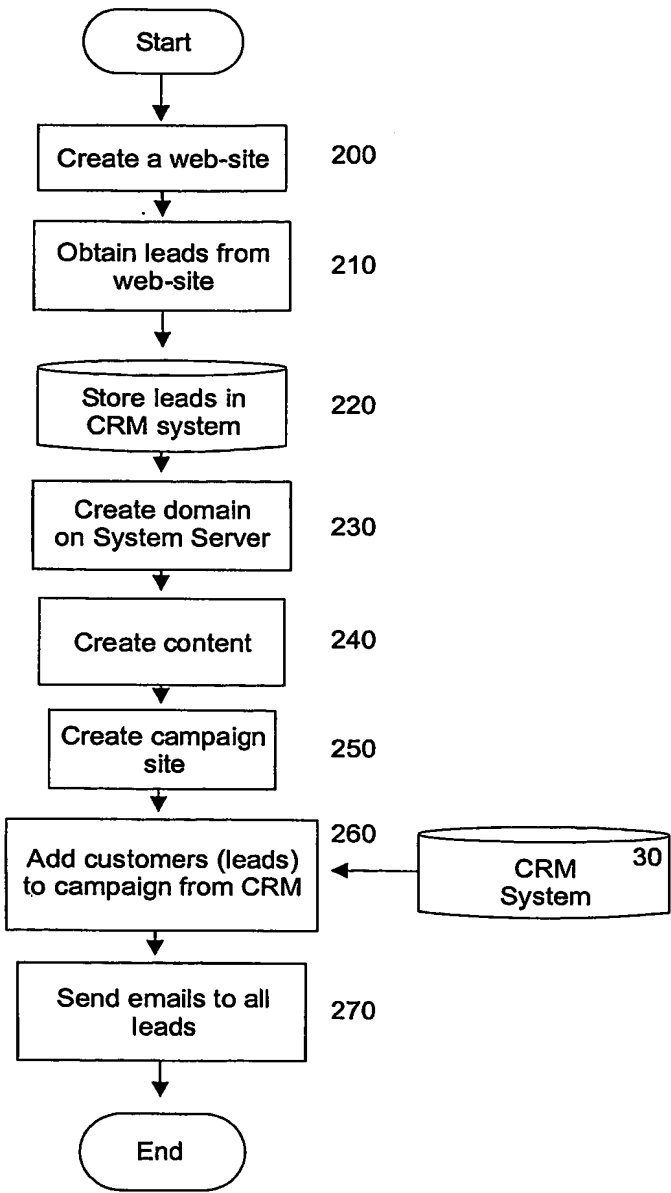 Start
Create a web-site
200
Obtain leads from
web-site
210
Store leads in
CRM system
220
Create domain
on System Server
230
Create content
240
Create campaign
site
250
Add customers (leads)
to campaign from CRM
260
CRM
System
30
Send emails to all
leads
270
End